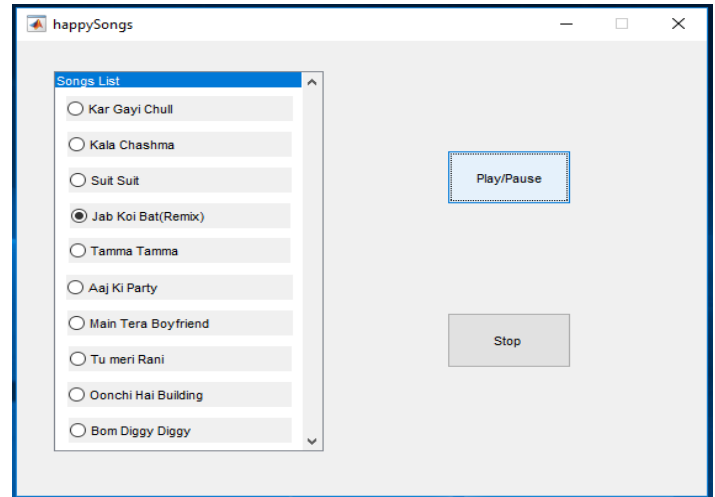 happySongs
Songs List
Kar Gayi Chull
Kala Chashma
Suit Suit
Jab Koi Bat(Remix)
Tamma Tamma
Aaj Ki Party
Main Tera Boyfriend
Tu meri Rani
Oonchi Hai Building
Bom Diggy Diggy
Play/Pause
Stop